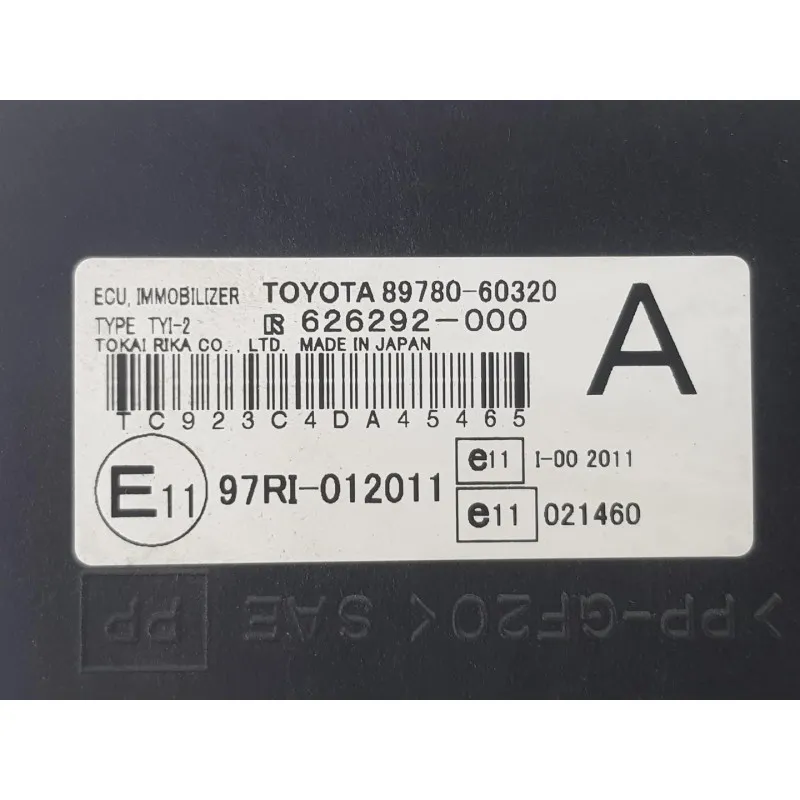 ECU, IMMOBILIZER TOYOTA 89780-60320
TYPE TYI-2 626292-000
TOKAI RIKA CO., LTD. MADE IN JAPAN
A
TC923C4DA45465
E11 97RI-012011
e11 I-00 2011
e11 021460
>PP-GF20< SAE PP